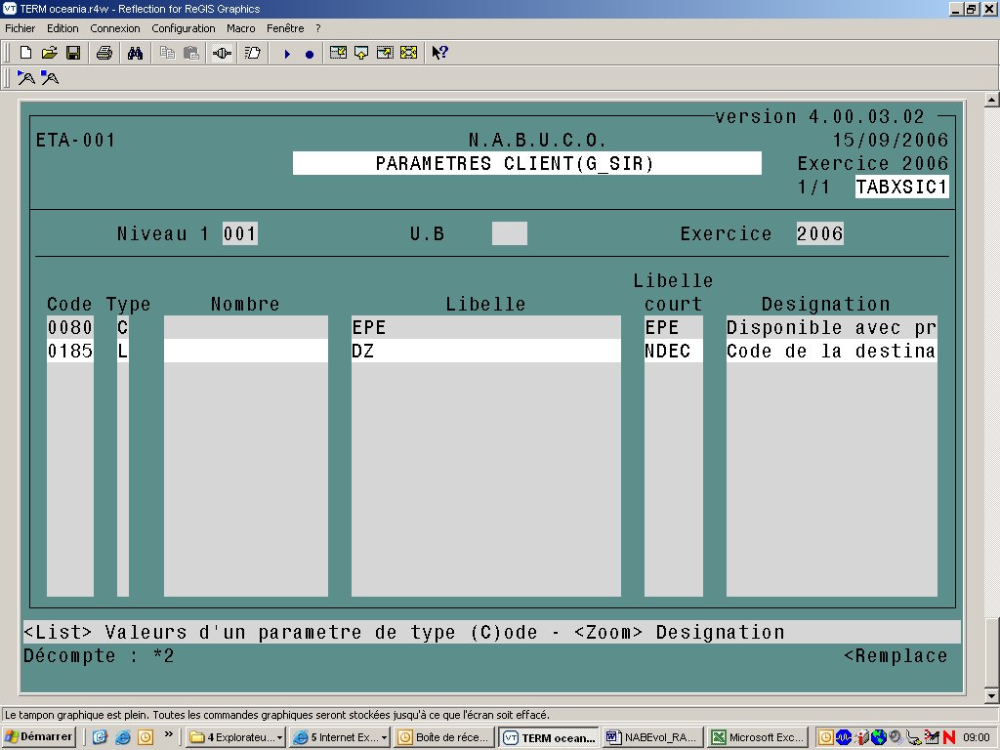 TERM oceania.r4w - Reflection for ReGIS Graphics
Fichier Edition Connexion Configuration Macro Fenêtre ?
version 4.00.03.02
ETA-001 N.A.B.U.C.O. 15/09/2006
PARAMETRES CLIENT(G_SIR) Exercice 2006
1/1 TABXSIC1
Niveau 1 001 U.B Exercice 2006
Libelle
Code Type Nombre Libelle court Designation
0080 C EPE EPE Disponible avec pr
0185 L DZ NDEC Code de la destina
<List> Valeurs d'un parametre de type (C)ode - <Zoom> Designation
Décompte : *2 <Remplace
Le tampon graphique est plein. Toutes les commandes graphiques seront stockées jusqu'à ce que l'écran soit effacé.
Démarrer » 4 Explorateu... 5 Internet Ex... Boîte de réce... VT TERM ocean... NABEvol_RA... Microsoft Exc... 09:00